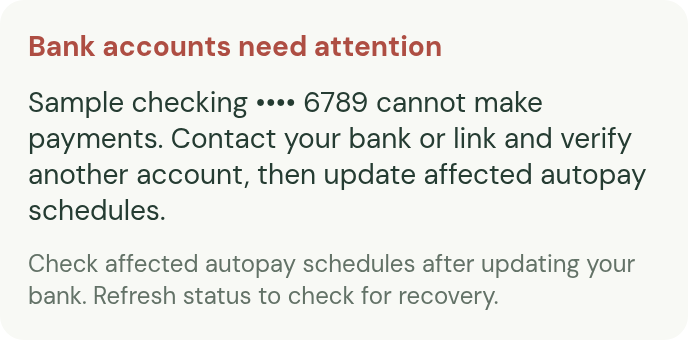 Bank accounts need attention
Sample checking •••• 6789 cannot make
payments. Contact your bank or link and verify
another account, then update affected autopay
schedules.
Check affected autopay schedules after updating your
bank. Refresh status to check for recovery.